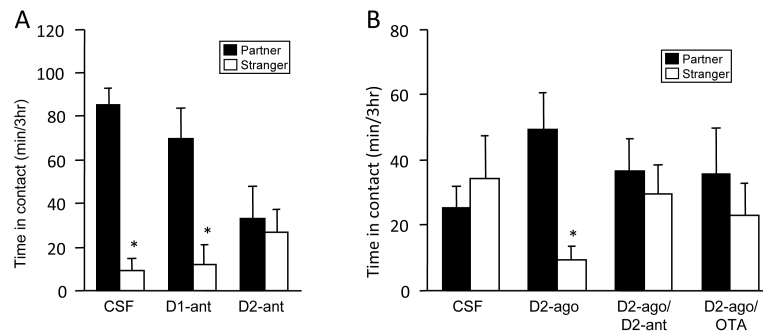 A
Time in contact (min/3hr)
120
100
80
60
40
20
0
Partner
Stranger
*
*
CSF
D1-ant
D2-ant
B
Time in contact (min/3hr)
80
60
40
20
0
Partner
Stranger
*
CSF
D2-ago
D2-ago/
D2-ant
D2-ago/
OTA